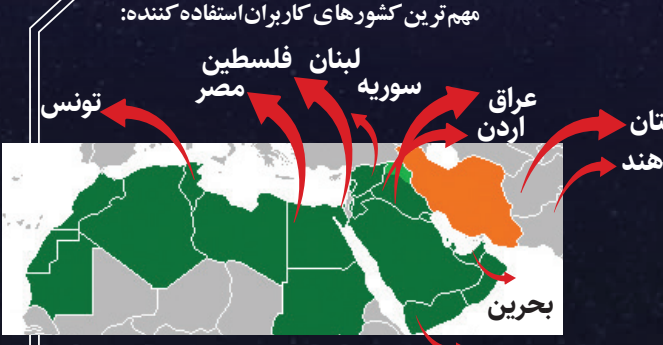 مهم‌ترین کشورهای کاربران استفاده کننده:
لبنان فلسطین
سوریه مصر
تونس
عراق
اردن
هند
بحرین